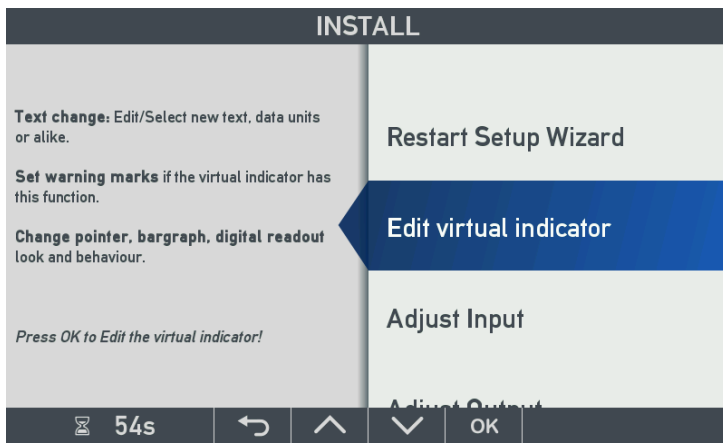 INSTALL
Text change: Edit/Select new text, data units
or alike.
Set warning marks if the virtual indicator has
this function.
Change pointer, bargraph, digital readout
look and behaviour.
Press OK to Edit the virtual indicator!
Restart Setup Wizard
Edit virtual indicator
Adjust Input
Adjust Output
54s
OK